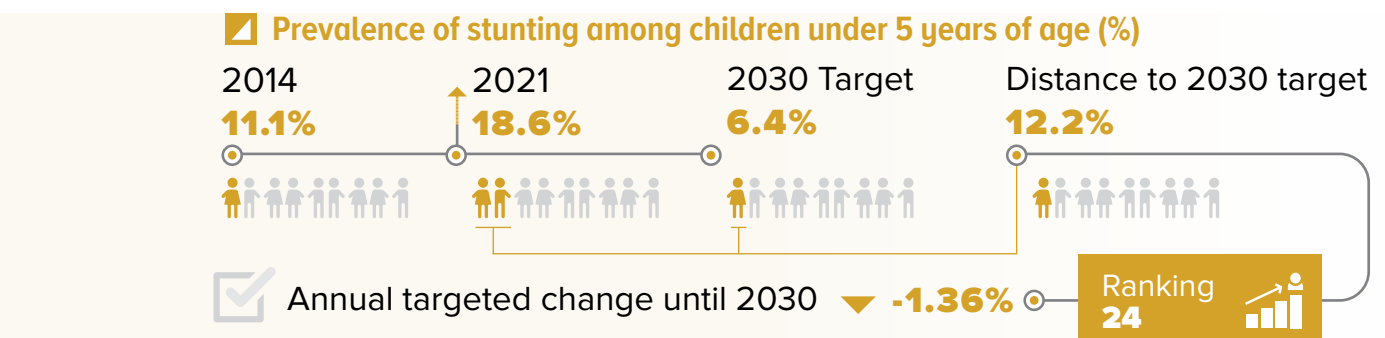 Prevalence of stunting among children under 5 years of age (%)
2014
11.1%
2021
18.6%
2030 Target
6.4%
Distance to 2030 target
12.2%
Annual targeted change until 2030
-1.36%
Ranking
24